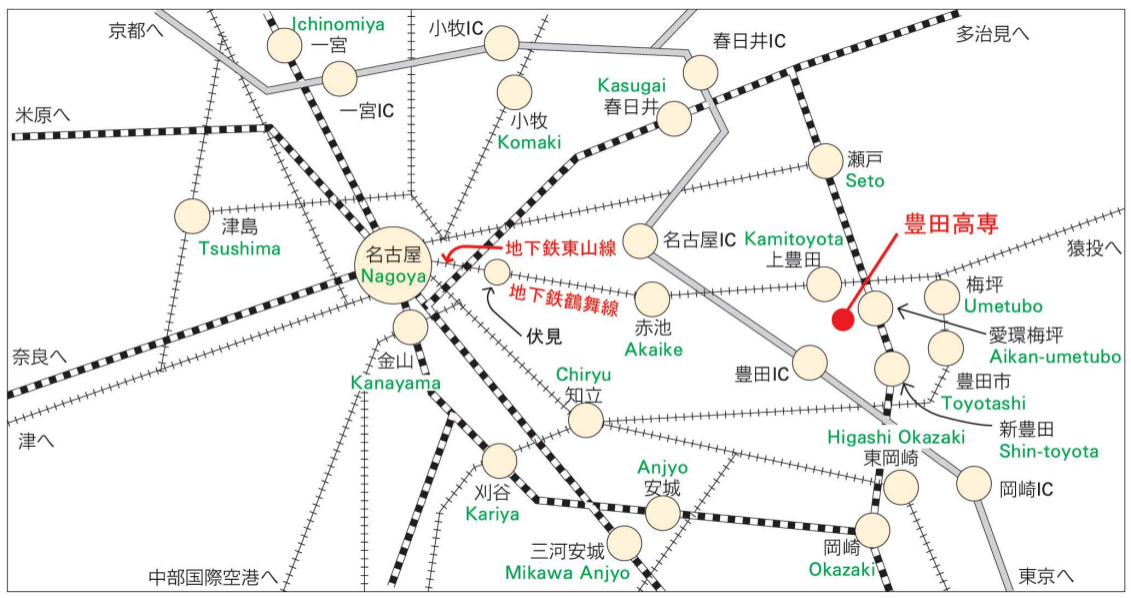 京都へ
Ichinomiya
一宮
小牧IC
春日井IC
多治見へ
米原へ
一宮IC
小牧
Komaki
Kasugai
春日井
瀬戸
Seto
津島
Tsushima
名古屋
Nagoya
地下鉄東山線
名古屋IC
Kamitoyota
上豊田
豊田高専
猿投へ
地下鉄鶴舞線
伏見
赤池
Akaike
梅坪
Umetubo
愛環梅坪
Aikan-umetubo
奈良へ
金山
Kanayama
豊田IC
豊田市
Toyotashi
津へ
Chiryu
知立
新豊田
Shin-toyota
Higashi Okazaki
東岡崎
刈谷
Kariya
Anjyo
安城
岡崎IC
三河安城
Mikawa Anjyo
岡崎
Okazaki
中部国際空港へ
東京へ